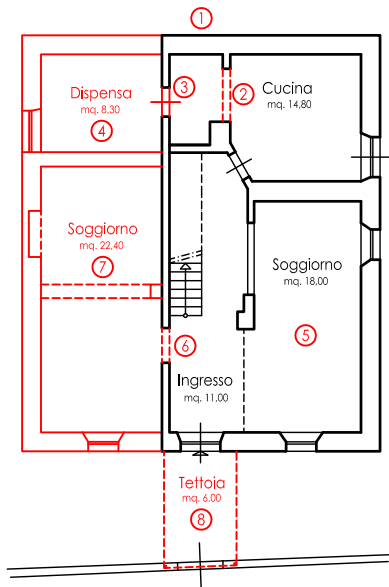 1
Dispensa
mq. 8,30
4
3
2
Cucina
mq. 14,80
Soggiorno
mq. 22,40
7
Soggiorno
mq. 18,00
5
6
Ingresso
mq. 11.00
Tettoia
mq. 6,00
8